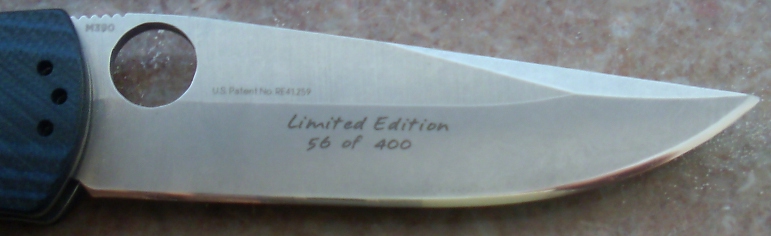 M390
U.S. Patent No. RE41,259
Limited Edition
56 of 400